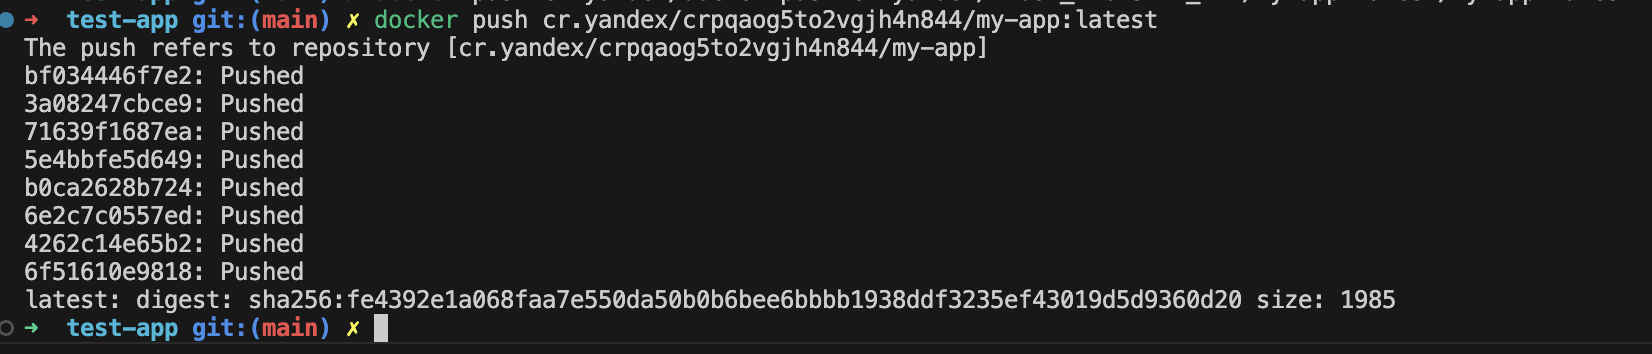 ➜ test-app git:(main) ✗ docker push cr.yandex/crpqaog5to2vgjh4n844/my-app:latest
The push refers to repository [cr.yandex/crpqaog5to2vgjh4n844/my-app]
bf034446f7e2: Pushed
3a08247cbce9: Pushed
71639f1687ea: Pushed
5e4bbfe5d649: Pushed
b0ca2628b724: Pushed
6e2c7c0557ed: Pushed
4262c14e65b2: Pushed
6f51610e9818: Pushed
latest: digest: sha256:fe4392e1a068faa7e550da50b0b6bee6bbbb1938ddf3235ef43019d5d9360d20 size: 1985
➜ test-app git:(main) ✗